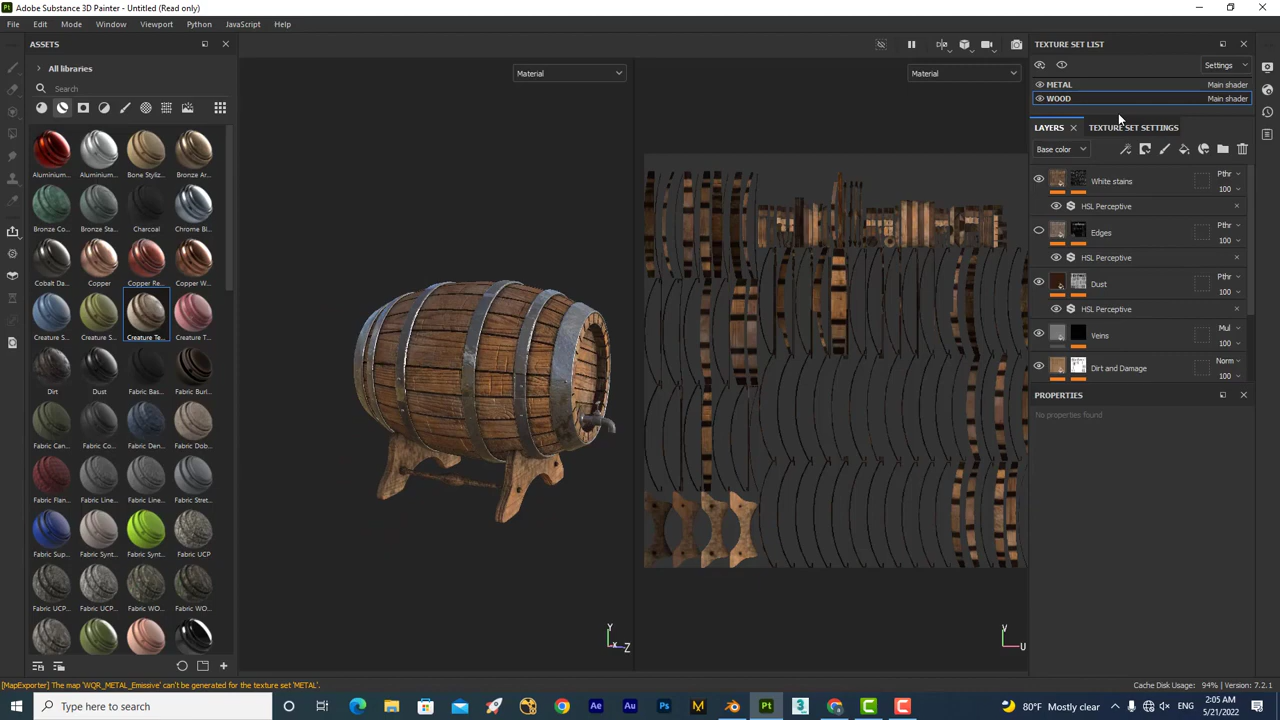 Adobe Substance 3D Painter - Untitled (Read only)
File Edit Mode Window Viewport Python JavaScript Help
ASSETS
All libraries
Search
Aluminium... Aluminium... Bone Styliz... Bronze Ar...
Bronze Co... Bronze Sta... Charcoal Chrome Bl...
Cobalt Da... Copper Copper Re... Copper W...
Creature S... Creature S... Creature Te... Creature T...
Dirt Dust Fabric Bas... Fabric Burl...
Fabric Can... Fabric Co... Fabric Den... Fabric Dob...
Fabric Flan... Fabric Line... Fabric Line... Fabric Stret...
Fabric Sup... Fabric Synt... Fabric Synt... Fabric UCP
Fabric UCP... Fabric UCP... Fabric WO... Fabric WO...
Material
Y
Z
Material
V
U
TEXTURE SET LIST
Settings
METAL Main shader
WOOD Main shader
LAYERS TEXTURE SET SETTINGS
Base color
White stains Pthr 100
HSL Perceptive
Edges Pthr 100
HSL Perceptive
Dust Pthr 100
HSL Perceptive
Veins Mul 100
Dirt and Damage Norm 100
PROPERTIES
No properties found
[MapExporter] The map 'WQR_METAL_Emissive' can't be generated for the texture set 'METAL'.
Cache Disk Usage: 94% | Version: 7.2.1
Type here to search
Ae Au Ps M Pt 3
80°F Mostly clear ENG 2:05 AM
5/21/2022